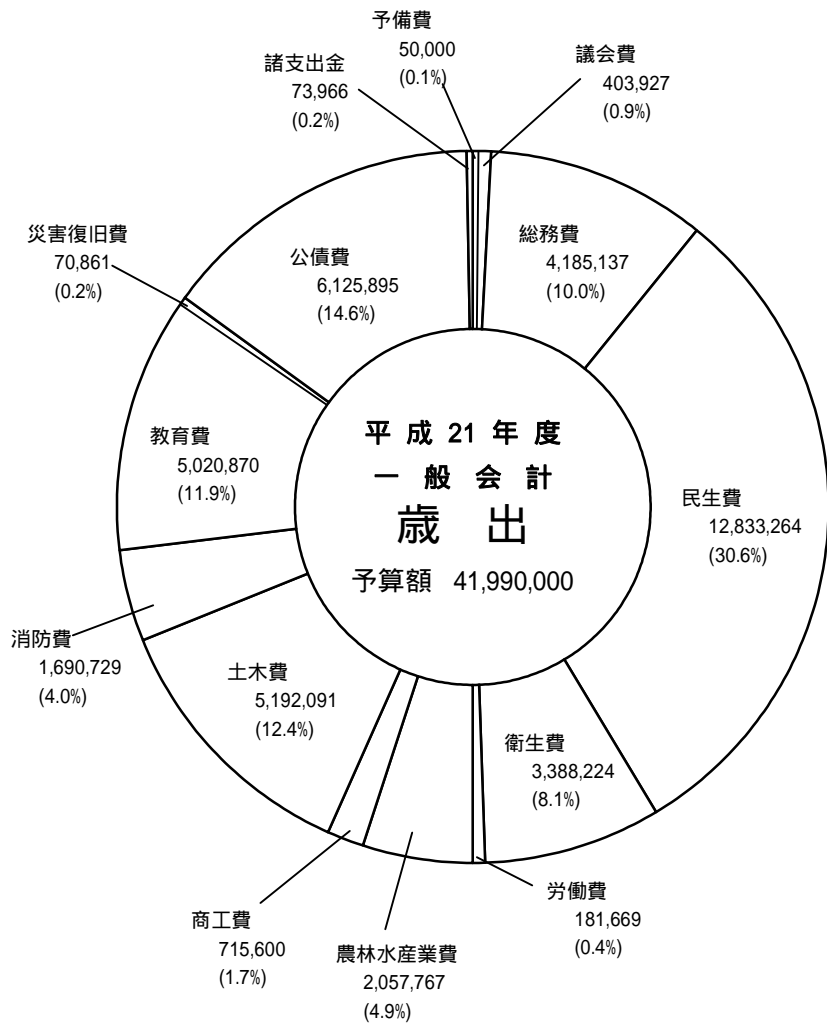 予備費
50,000
(0.1%)
議会費
403,927
(0.9%)
諸支出金
73,966
(0.2%)
総務費
4,185,137
(10.0%)
災害復旧費
70,861
(0.2%)
公債費
6,125,895
(14.6%)
教育費
5,020,870
(11.9%)
平 成 21 年 度
一 般 会 計
歳 出
予算額 41,990,000
民生費
12,833,264
(30.6%)
消防費
1,690,729
(4.0%)
土木費
5,192,091
(12.4%)
衛生費
3,388,224
(8.1%)
労働費
181,669
(0.4%)
商工費
715,600
(1.7%)
農林水産業費
2,057,767
(4.9%)